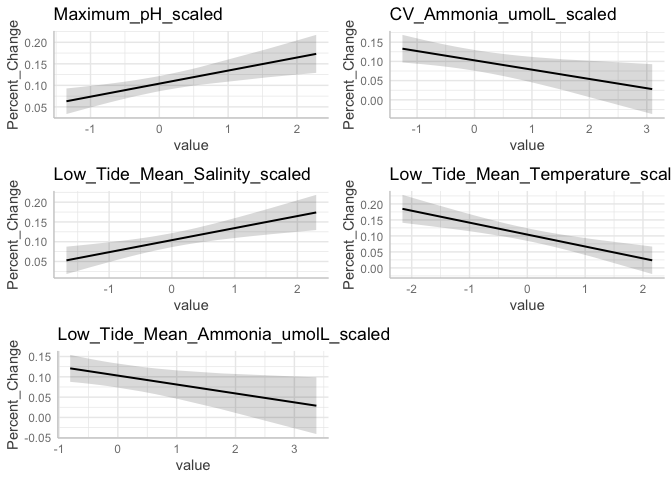 Maximum_pH_scaled
Percent_Change
0.20
0.15
0.10
0.05
-1 0 1 2
value
CV_Ammonia_umolL_scaled
Percent_Change
0.15
0.10
0.05
0.00
-1 0 1 2 3
value
Low_Tide_Mean_Salinity_scaled
Percent_Change
0.20
0.15
0.10
0.05
-1 0 1 2
value
Low_Tide_Mean_Temperature_scal
Percent_Change
0.20
0.15
0.10
0.05
0.00
-2 -1 0 1 2
value
Low_Tide_Mean_Ammonia_umolL_scaled
Percent_Change
0.15
0.10
0.05
0.00
-0.05
-1 0 1 2 3
value